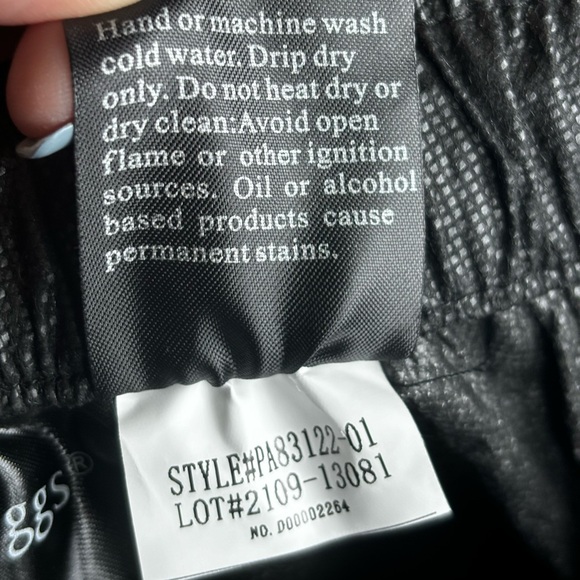 Hand or machine wash
cold water. Drip dry
only. Do not heat dry or
dry clean:Avoid open
flame or other ignition
sources. Oil or alcohol
based products cause
permanent stains.
ggs®
STYLE#PA83122-01
LOT#2109-13081
NO. D00002264